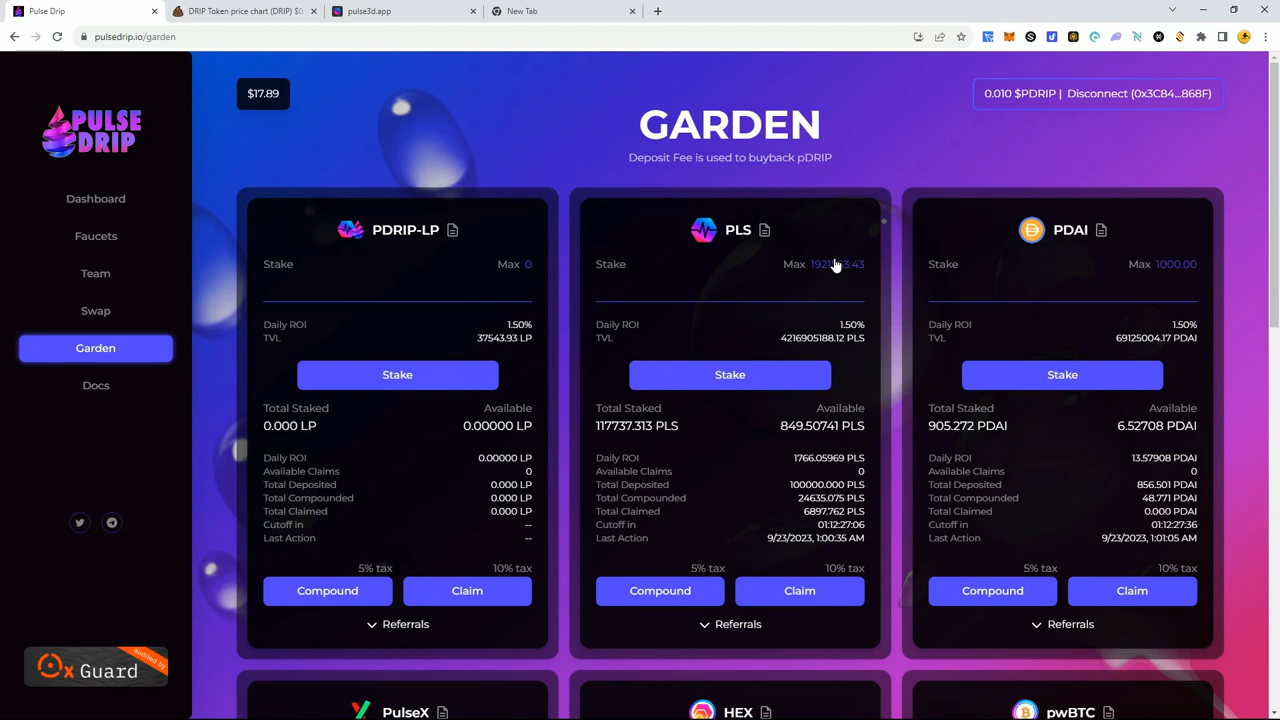 Pulse Drip
DRIP Token price chart (DRIP) $0
pulse3d.app
New Tab
pulsedrip.io/garden
PULSE
DRIP
Dashboard
Faucets
Team
Swap
Garden
Docs
audited by
0x Guard
$17.89
0.010 $PDRIP | Disconnect (0x3C84...868F)
GARDEN
Deposit Fee is used to buyback pDRIP
PDRIP-LP
Stake Max 0
Daily ROI 1.50%
TVL 37543.93 LP
Stake
Total Staked Available
0.000 LP 0.00000 LP
Daily ROI 0.00000 LP
Available Claims 0
Total Deposited 0.000 LP
Total Compounded 0.000 LP
Total Claimed 0.000 LP
Cutoff in --
Last Action --
5% tax 10% tax
Compound Claim
Referrals
PLS
Stake Max
Daily ROI 1.50%
TVL 4216905188.12 PLS
Stake
Total Staked Available
117737.313 PLS 849.50741 PLS
Daily ROI 1766.05969 PLS
Available Claims 0
Total Deposited 100000.000 PLS
Total Compounded 24635.075 PLS
Total Claimed 6897.762 PLS
Cutoff in 01:12:27:06
Last Action 9/23/2023, 1:00:35 AM
5% tax 10% tax
Compound Claim
Referrals
PDAI
Stake Max 1000.00
Daily ROI 1.50%
TVL 69125004.17 PDAI
Stake
Total Staked Available
905.272 PDAI 6.52708 PDAI
Daily ROI 13.57908 PDAI
Available Claims 0
Total Deposited 856.501 PDAI
Total Compounded 48.771 PDAI
Total Claimed 0.000 PDAI
Cutoff in 01:12:27:36
Last Action 9/23/2023, 1:01:05 AM
5% tax 10% tax
Compound Claim
Referrals
PulseX
HEX
pwBTC